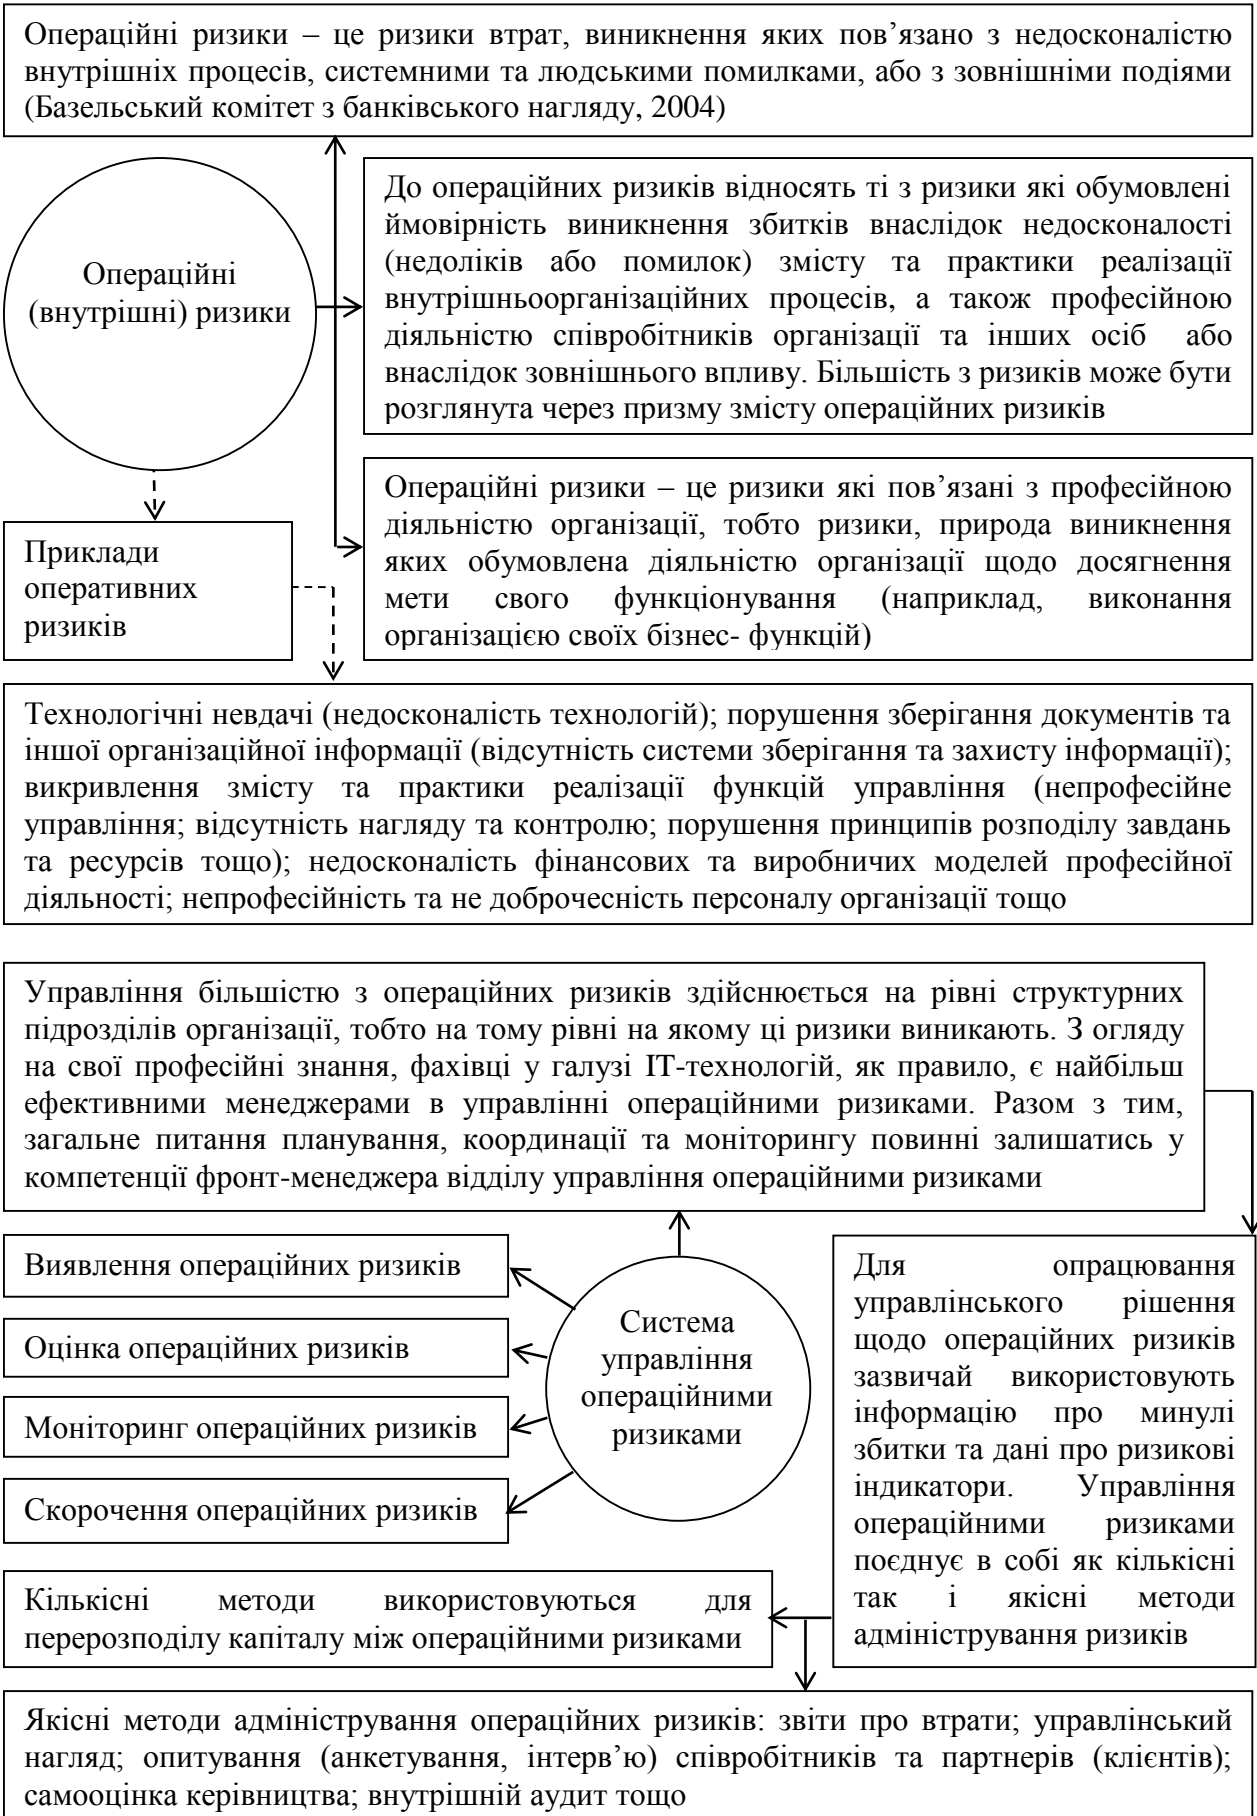 Операційні ризики – це ризики втрат, виникнення яких пов’язано з недосконалістю
внутрішніх процесів, системними та людськими помилками, або з зовнішніми подіями
(Базельський комітет з банківського нагляду, 2004)
Операційні
(внутрішні) ризики
До операційних ризиків відносять ті з ризики які обумовлені
ймовірність виникнення збитків внаслідок недосконалості
(недоліків або помилок) змісту та практики реалізації
внутрішньоорганізаційних процесів, а також професійною
діяльністю співробітників організації та інших осіб або
внаслідок зовнішнього впливу. Більшість з ризиків може бути
розглянута через призму змісту операційних ризиків
Операційні ризики – це ризики які пов’язані з професійною
діяльністю організації, тобто ризики, природа виникнення
яких обумовлена діяльністю організації щодо досягнення
мети свого функціонування (наприклад, виконання
організацією своїх бізнес- функцій)
Приклади
оперативних
ризиків
Технологічні невдачі (недосконалість технологій); порушення зберігання документів та
іншої організаційної інформації (відсутність системи зберігання та захисту інформації);
викривлення змісту та практики реалізації функцій управління (непрофесійне
управління; відсутність нагляду та контролю; порушення принципів розподілу завдань
та ресурсів тощо); недосконалість фінансових та виробничих моделей професійної
діяльності; непрофесійність та не доброчесність персоналу організації тощо
Управління більшістю з операційних ризиків здійснюється на рівні структурних
підрозділів організації, тобто на тому рівні на якому ці ризики виникають. З огляду
на свої професійні знання, фахівці у галузі ІТ-технологій, як правило, є найбільш
ефективними менеджерами в управлінні операційними ризиками. Разом з тим,
загальне питання планування, координації та моніторингу повинні залишатись у
компетенції фронт-менеджера відділу управління операційними ризиками
Виявлення операційних ризиків
Оцінка операційних ризиків
Моніторинг операційних ризиків
Скорочення операційних ризиків
Система
управління
операційними
ризиками
Для опрацювання
управлінського рішення
щодо операційних ризиків
зазвичай використовують
інформацію про минулі
збитки та дані про ризикові
індикатори. Управління
операційними ризиками
поєднує в собі як кількісні
так і якісні методи
адміністрування ризиків
Кількісні методи використовуються для
перерозподілу капіталу між операційними ризиками
Якісні методи адміністрування операційних ризиків: звіти про втрати; управлінський
нагляд; опитування (анкетування, інтерв’ю) співробітників та партнерів (клієнтів);
самооцінка керівництва; внутрішній аудит тощо